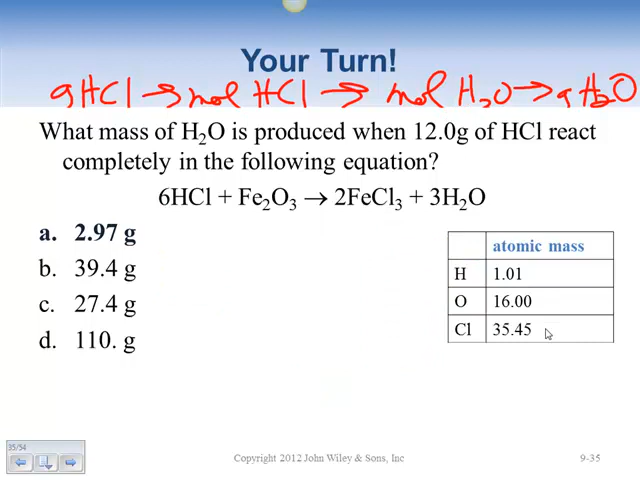 Your Turn!
gHCl → mol HCl → mol H₂O → gH₂O
What mass of H₂O is produced when 12.0g of HCl react
completely in the following equation?
6HCl + Fe₂O₃ → 2FeCl₃ + 3H₂O
a. 2.97 g
b. 39.4 g
c. 27.4 g
d. 110. g
atomic mass
H 1.01
O 16.00
Cl 35.45
35/54
Copyright 2012 John Wiley & Sons, Inc
9-35